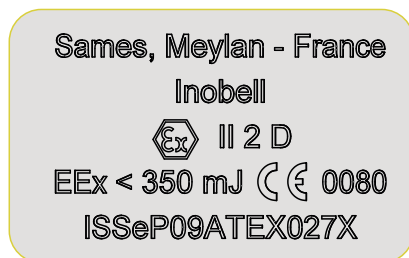 Sames, Meylan - France
Inobell
Ex II 2 D
EEx < 350 mJ CE 0080
ISSeP09ATEX027X